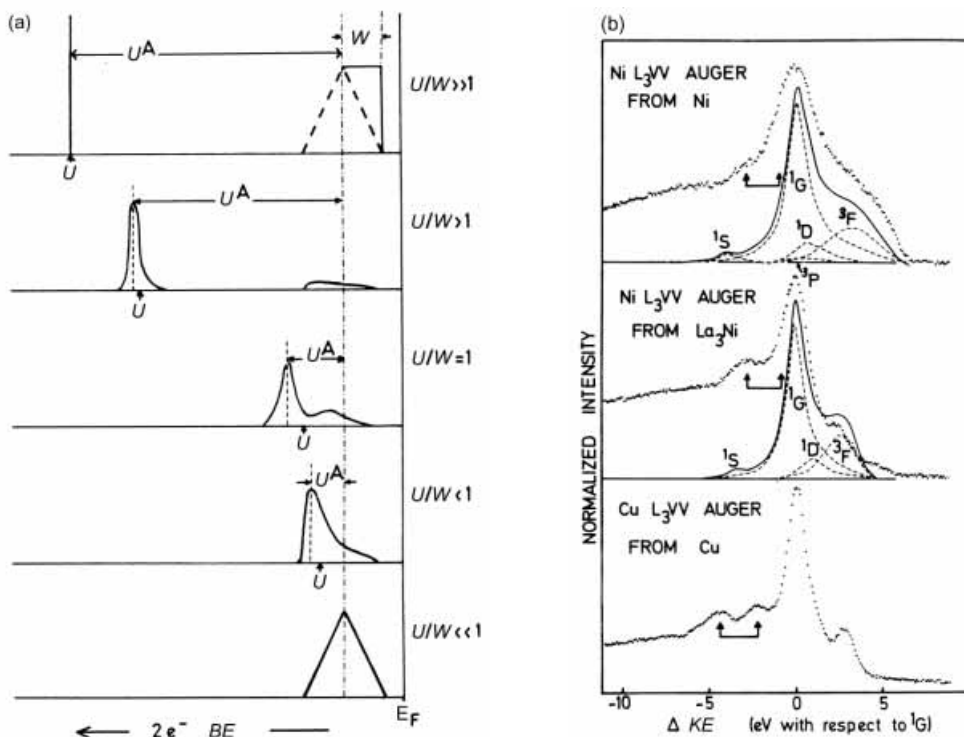 (a)
U^A
W
U/W>>1
U
U^A
U/W>1
U
U^A
U/W=1
U
U^A
U/W<1
U
U/W<<1
E_F
2e⁻ BE
(b)
Ni L₃VV AUGER
FROM Ni
¹G
¹S
¹D
³F
³P
Ni L₃VV AUGER
FROM La₃Ni
¹G
¹S
¹D
³F
Cu L₃VV AUGER
FROM Cu
NORMALIZED INTENSITY
-10 -5 0 5
Δ KE (eV with respect to ¹G)